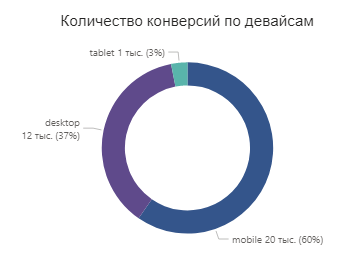 Количество конверсий по девайсам
tablet 1 тыс. (3%)
desktop
12 тыс. (37%)
mobile 20 тыс. (60%)